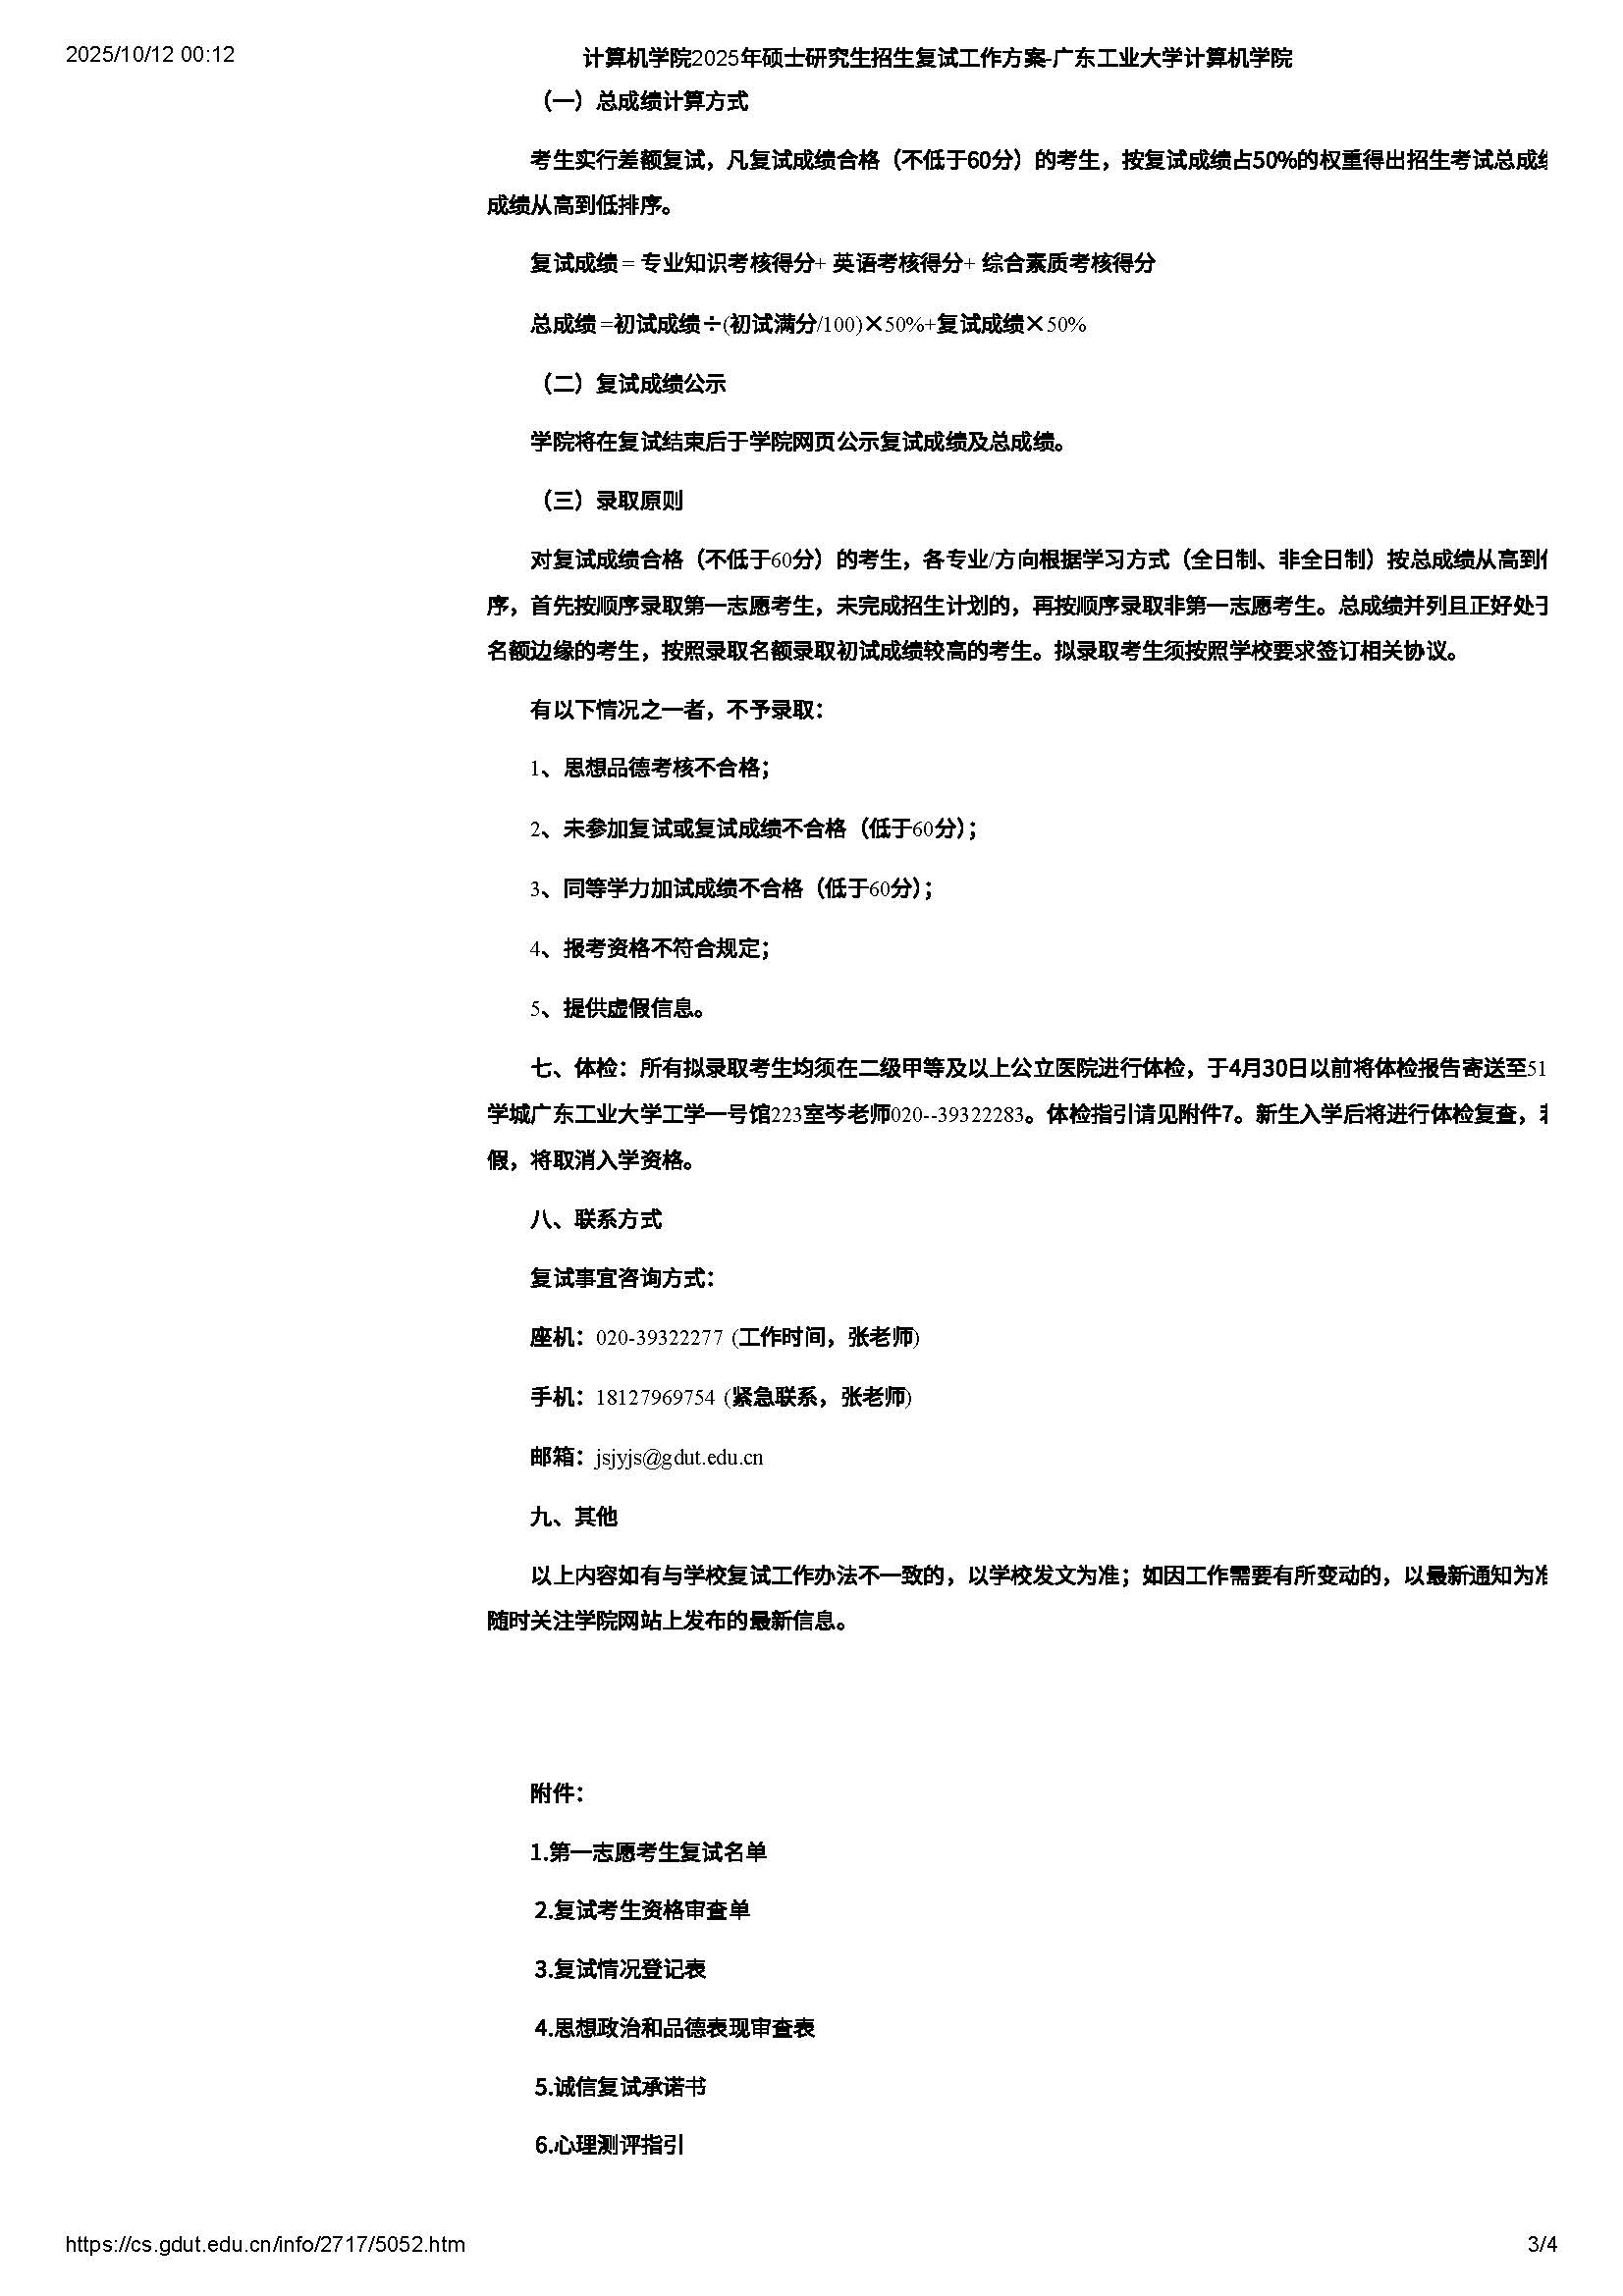 2025/10/12 00:12
计算机学院2025年硕士研究生招生复试工作方案-广东工业大学计算机学院
（一）总成绩计算方式
考生实行差额复试，凡复试成绩合格（不低于60分）的考生，按复试成绩占50%的权重得出招生考试总成绩
成绩从高到低排序。
复试成绩 = 专业知识考核得分+ 英语考核得分+ 综合素质考核得分
总成绩 =初试成绩÷(初试满分/100)×50%+复试成绩×50%
（二）复试成绩公示
学院将在复试结束后于学院网页公示复试成绩及总成绩。
（三）录取原则
对复试成绩合格（不低于60分）的考生，各专业/方向根据学习方式（全日制、非全日制）按总成绩从高到
序，首先按顺序录取第一志愿考生，未完成招生计划的，再按顺序录取非第一志愿考生。总成绩并列且正好处于
名额边缘的考生，按照录取名额录取初试成绩较高的考生。拟录取考生须按照学校要求签订相关协议。
有以下情况之一者，不予录取：
1、思想品德考核不合格；
2、未参加复试或复试成绩不合格（低于60分）；
3、同等学力加试成绩不合格（低于60分）；
4、报考资格不符合规定；
5、提供虚假信息。
七、体检：所有拟录取考生均须在二级甲等及以上公立医院进行体检，于4月30日以前将体检报告寄送至51
学城广东工业大学工学一号馆223室岑老师020--39322283。体检指引请见附件7。新生入学后将进行体检复查，
假，将取消入学资格。
八、联系方式
复试事宜咨询方式：
座机：020-39322277 (工作时间，张老师)
手机：18127969754 (紧急联系，张老师)
邮箱：jsjyjs@gdut.edu.cn
九、其他
以上内容如有与学校复试工作办法不一致的，以学校发文为准；如因工作需要有所变动的，以最新通知为准
随时关注学院网站上发布的最新信息。
附件：
1.第一志愿考生复试名单
2.复试考生资格审查单
3.复试情况登记表
4.思想政治和品德表现审查表
5.诚信复试承诺书
6.心理测评指引
https://cs.gdut.edu.cn/info/2717/5052.htm
3/4